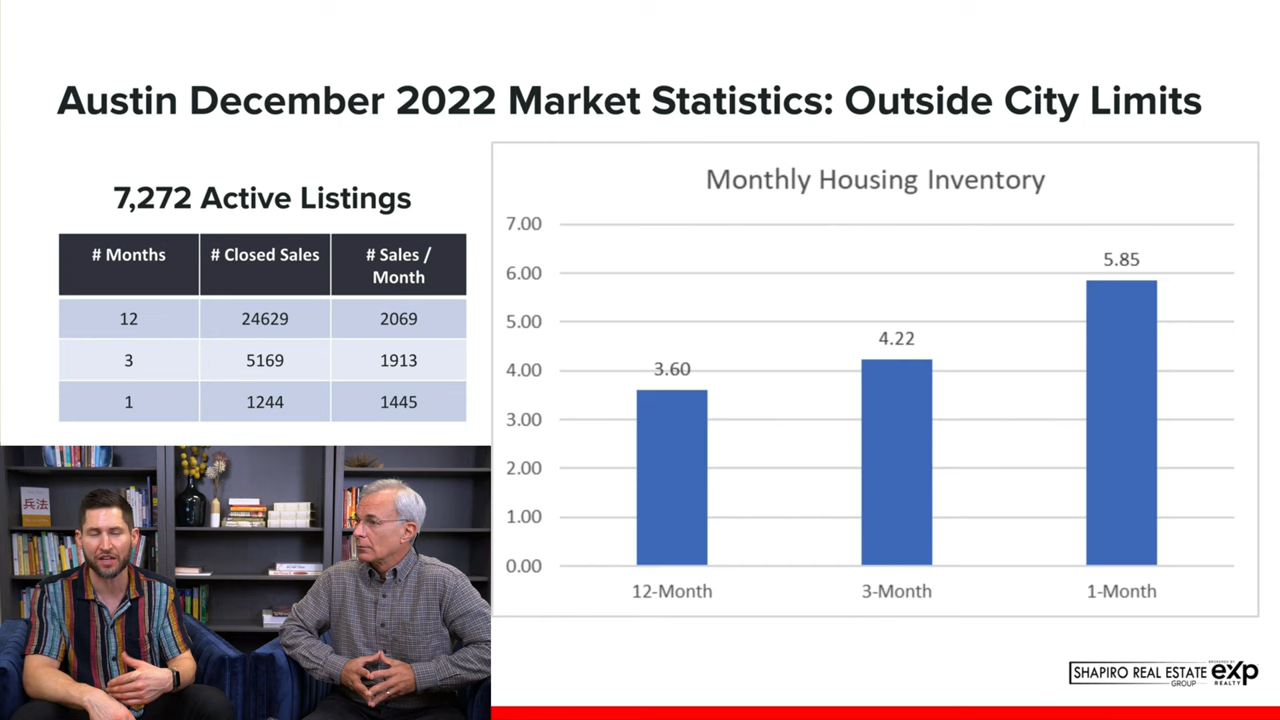 Austin December 2022 Market Statistics: Outside City Limits
7,272 Active Listings
# Months # Closed Sales # Sales / Month
12 24629 2069
3 5169 1913
1 1244 1445
Monthly Housing Inventory
7.00
6.00
5.00
4.00
3.00
2.00
1.00
0.00
3.60
4.22
5.85
12-Month 3-Month 1-Month
兵法
SHAPIRO REAL ESTATE
GROUP
BROKERED BY
eXp
REALTY